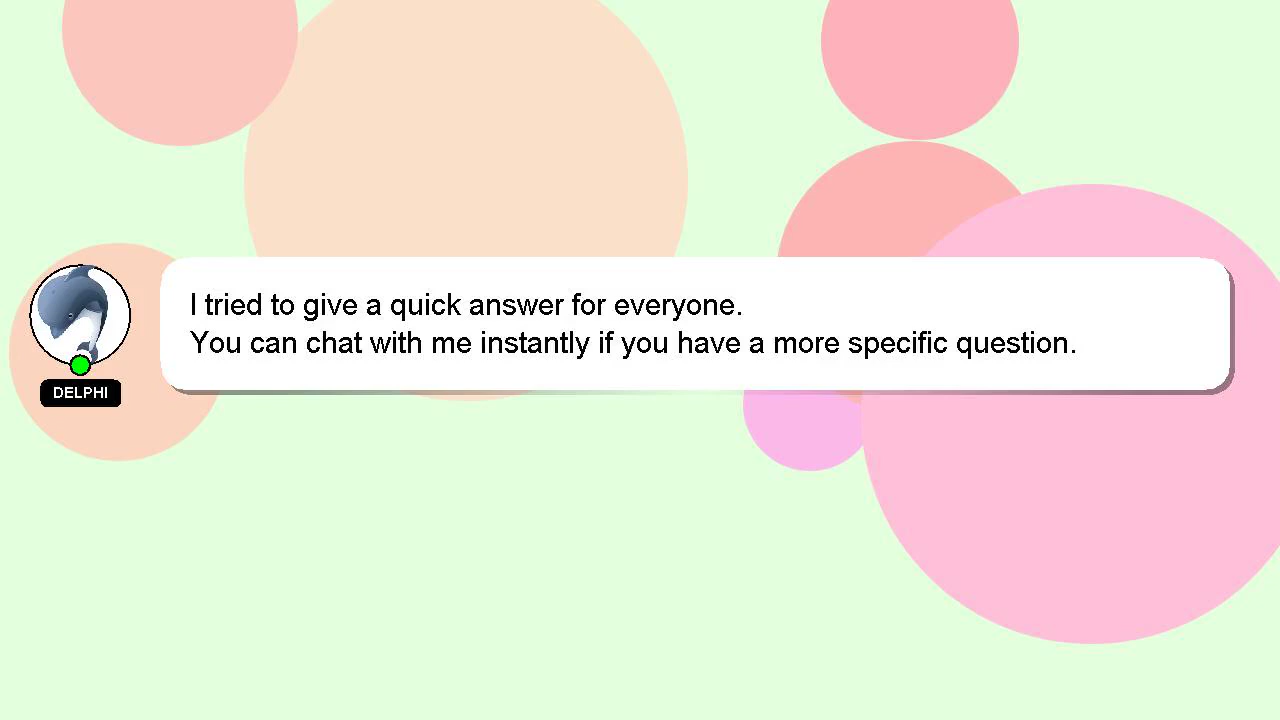 I tried to give a quick answer for everyone.
You can chat with me instantly if you have a more specific question.
DELPHI